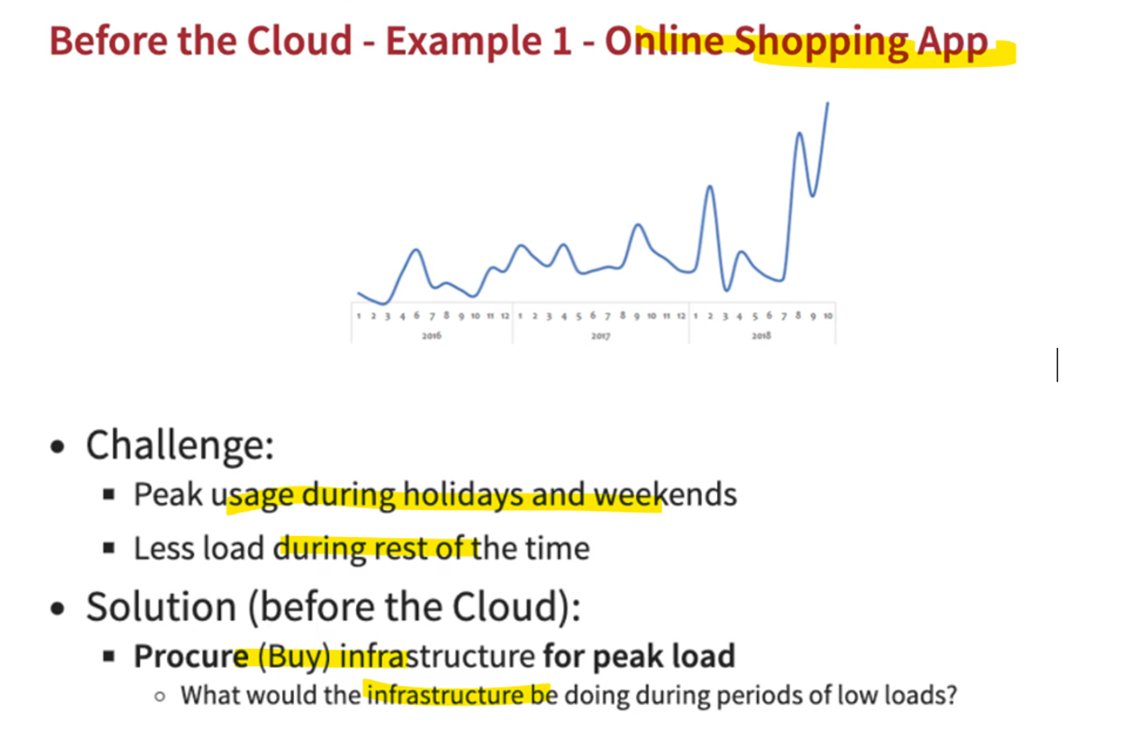 Before the Cloud - Example 1 - Online Shopping App
1 2 3 4 6 7 8 9 10 11 12 1 2 3 4 5 6 7 8 9 10 11 12 1 2 3 4 5 6 7 8 9 10
2016 2017 2018
• Challenge:
▪ Peak usage during holidays and weekends
▪ Less load during rest of the time
• Solution (before the Cloud):
▪ Procure (Buy) infrastructure for peak load
○ What would the infrastructure be doing during periods of low loads?